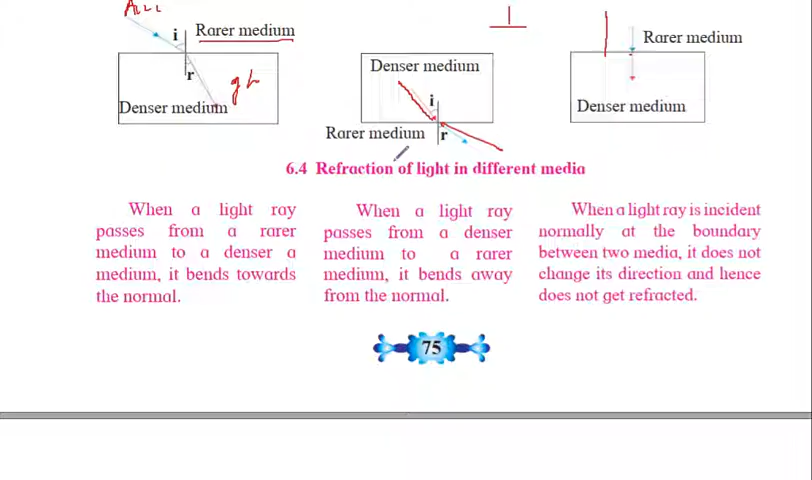 Air
i
Rarer medium
r
Denser medium
Denser medium
i
Rarer medium
r
Rarer medium
Denser medium
6.4 Refraction of light in different media
When a light ray
passes from a rarer
medium to a denser a
medium, it bends towards
the normal.
When a light ray
passes from a denser
medium to a rarer
medium, it bends away
from the normal.
When a light ray is incident
normally at the boundary
between two media, it does not
change its direction and hence
does not get refracted.
75